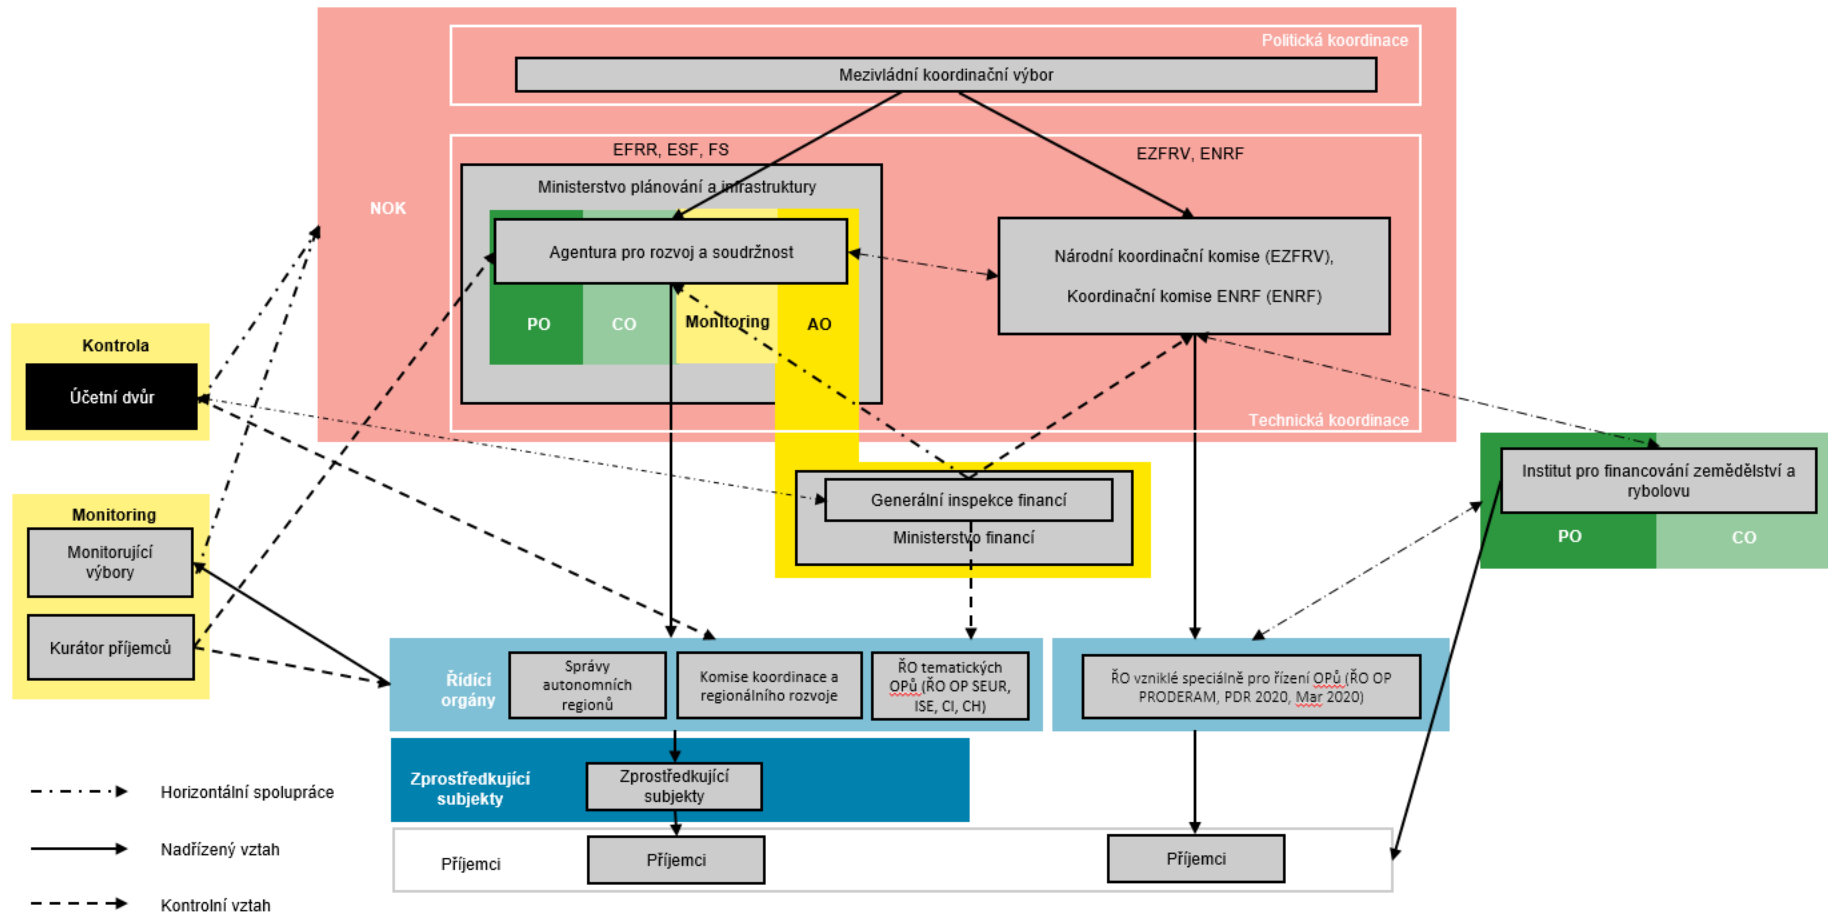 Politická koordinace
Mezivládní koordinační výbor
EFRR, ESF, FS
EZFRV, ENRF
Ministerstvo plánování a infrastruktury
NOK
Agentura pro rozvoj a soudržnost
Národní koordinační komise (EZFRV),
Koordinační komise ENRF (ENRF)
PO
CO
Monitoring
AO
Kontrola
Účetní dvůr
Technická koordinace
Institut pro financování zemědělství a
rybolovu
PO
CO
Generální inspekce financí
Ministerstvo financí
Monitoring
Monitorující
výbory
Kurátor příjemců
Řídící
orgány
Správy
autonomních
regionů
Komise koordinace a
regionálního rozvoje
ŘO tematických
OPů (ŘO OP SEUR,
ISE, CI, CH)
ŘO vzniklé speciálně pro řízení OPů (ŘO OP
PRODERAM, PDR 2020, Mar 2020)
Zprostředkující
subjekty
Zprostředkující
subjekty
Příjemci
Příjemci
Příjemci
Horizontální spolupráce
Nadřízený vztah
Kontrolní vztah